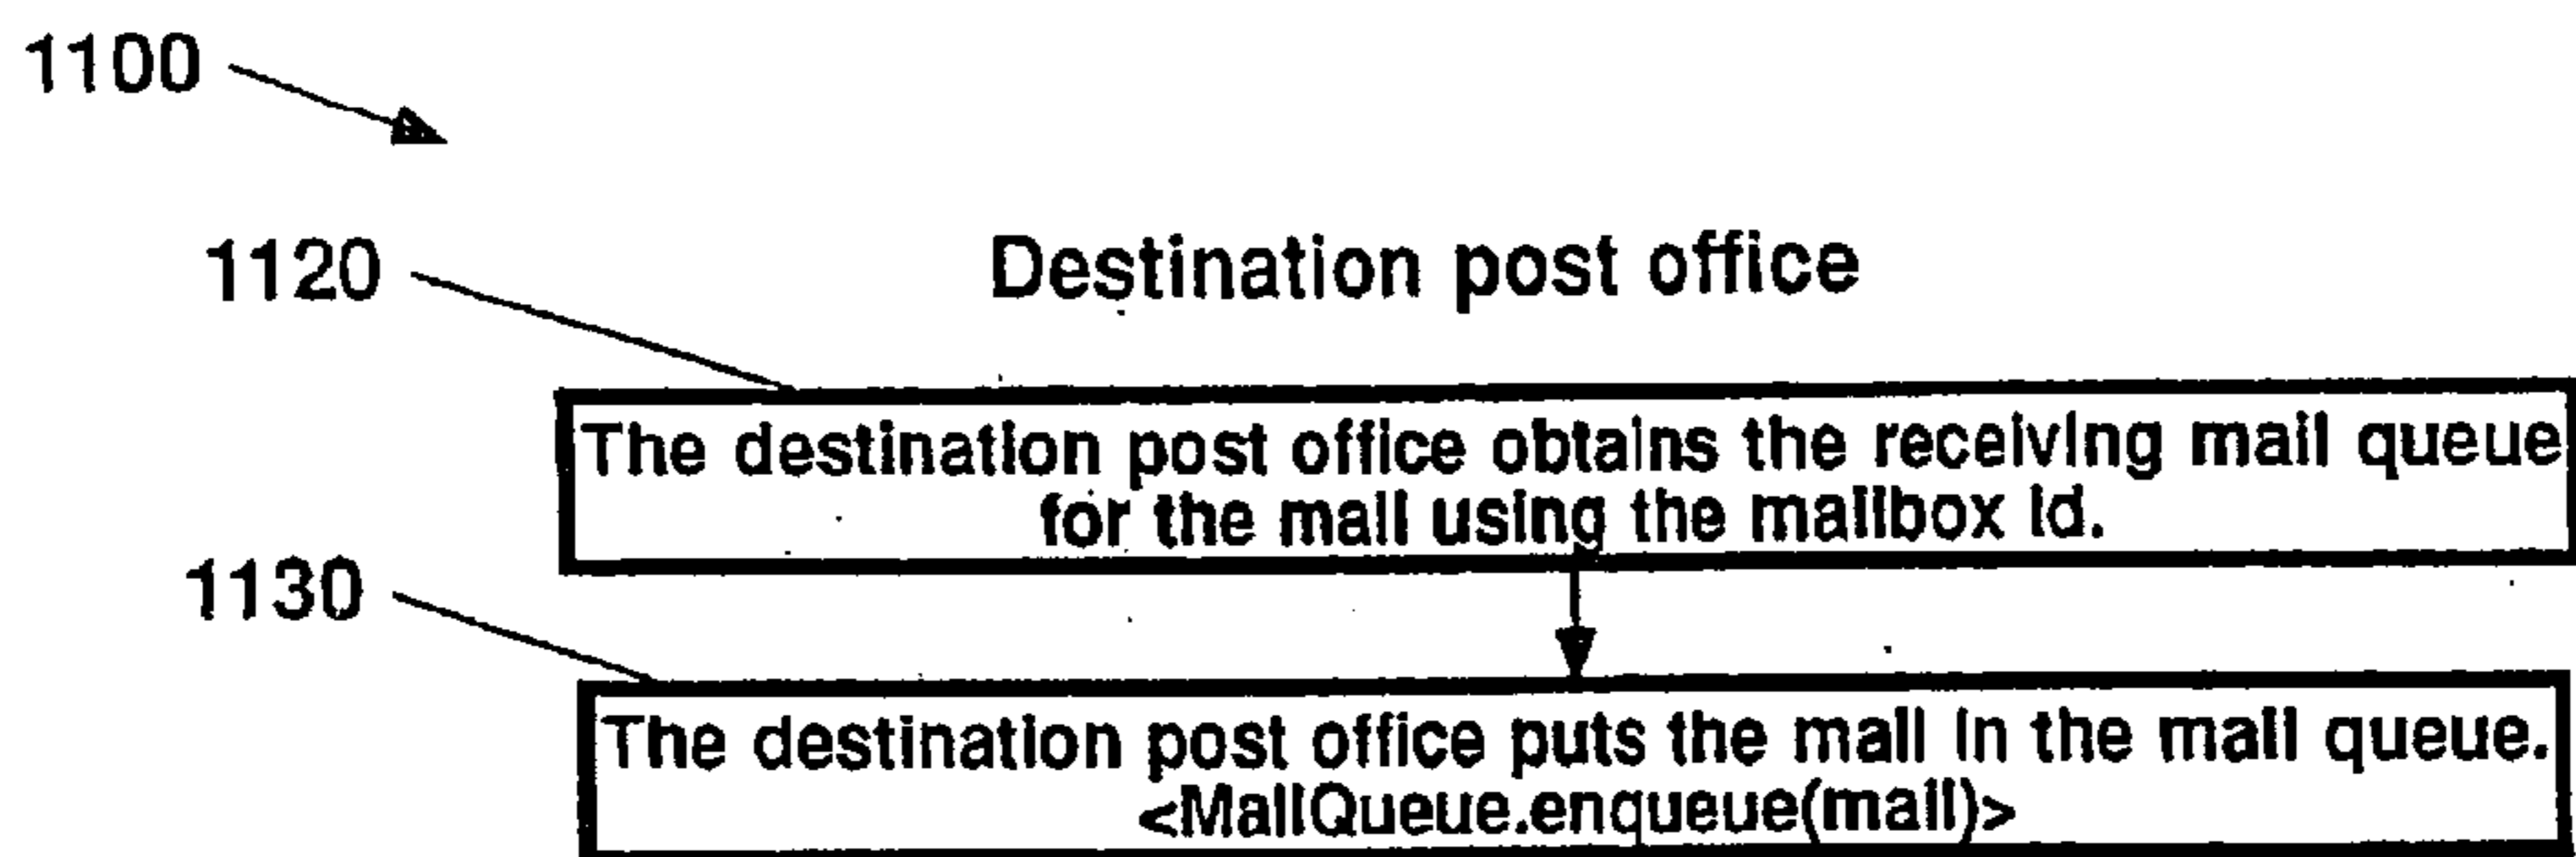 1100
1120
Destination post office
The destination post office obtains the receiving mail queue
for the mail using the mailbox id.
1130
The destination post office puts the mail in the mail queue.
<MailQueue.enqueue(mail)>